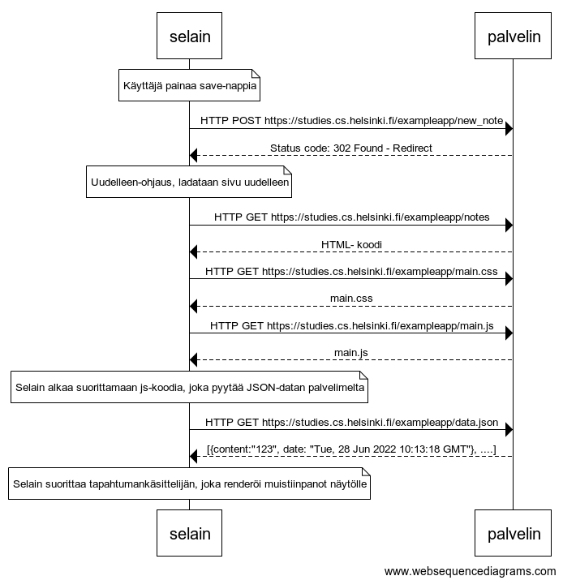 selain
palvelin
Käyttäjä painaa save-nappia
HTTP POST https://studies.cs.helsinki.fi/exampleapp/new_note
Status code: 302 Found - Redirect
Uudelleen-ohjaus, ladataan sivu uudelleen
HTTP GET https://studies.cs.helsinki.fi/exampleapp/notes
HTML- koodi
HTTP GET https://studies.cs.helsinki.fi/exampleapp/main.css
main.css
HTTP GET https://studies.cs.helsinki.fi/exampleapp/main.js
main.js
Selain alkaa suorittamaan js-koodia, joka pyytää JSON-datan palvelimelta
HTTP GET https://studies.cs.helsinki.fi/exampleapp/data.json
[{content:"123", date: "Tue, 28 Jun 2022 10:13:18 GMT"}, ....]
Selain suorittaa tapahtumankäsittelijän, joka renderöi muistiinpanot näytölle
selain
palvelin
www.websequencediagrams.com